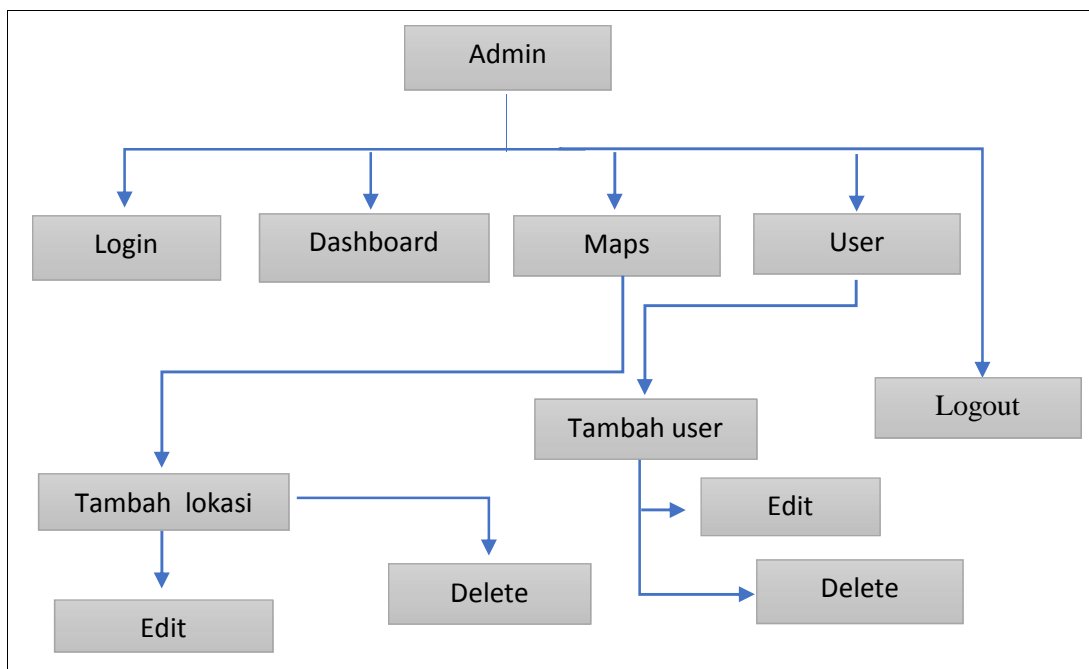 Admin
Login
Dashboard
Maps
User
Logout
Tambah user
Tambah lokasi
Edit
Delete
Delete
Edit